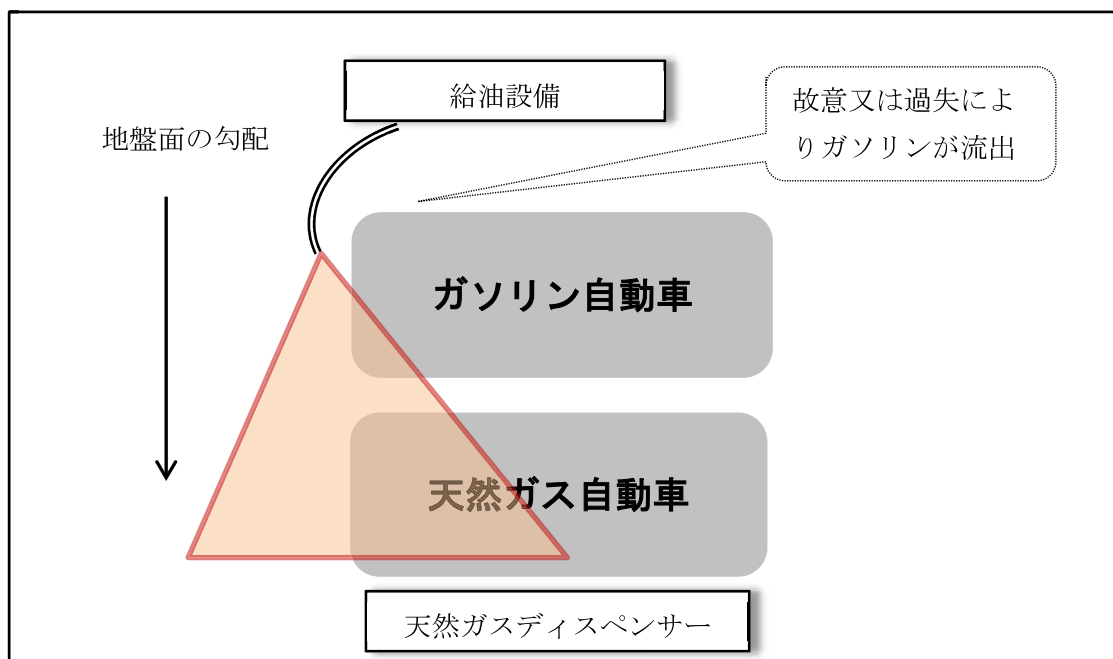 給油設備
故意又は過失によ
りガソリンが流出
地盤面の勾配
ガソリン自動車
天然ガス自動車
天然ガスディスペンサー